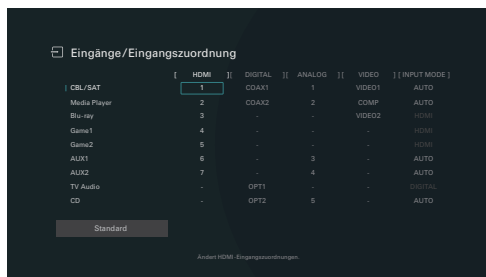 Eingänge/Eingangszuordnung
[ HDMI ][ DIGITAL ][ ANALOG ][ VIDEO ] [ INPUT MODE ]
CBL/SAT 1 COAX1 1 VIDEO1 AUTO
Media Player 2 COAX2 2 COMP AUTO
Blu-ray 3 - - VIDEO2 HDMI
Game1 4 - - - HDMI
Game2 5 - - - HDMI
AUX1 6 - 3 - AUTO
AUX2 7 - 4 - AUTO
TV Audio - OPT1 - - DIGITAL
CD - OPT2 5 - AUTO
Standard
Ändert HDMI-Eingangszuordnungen.